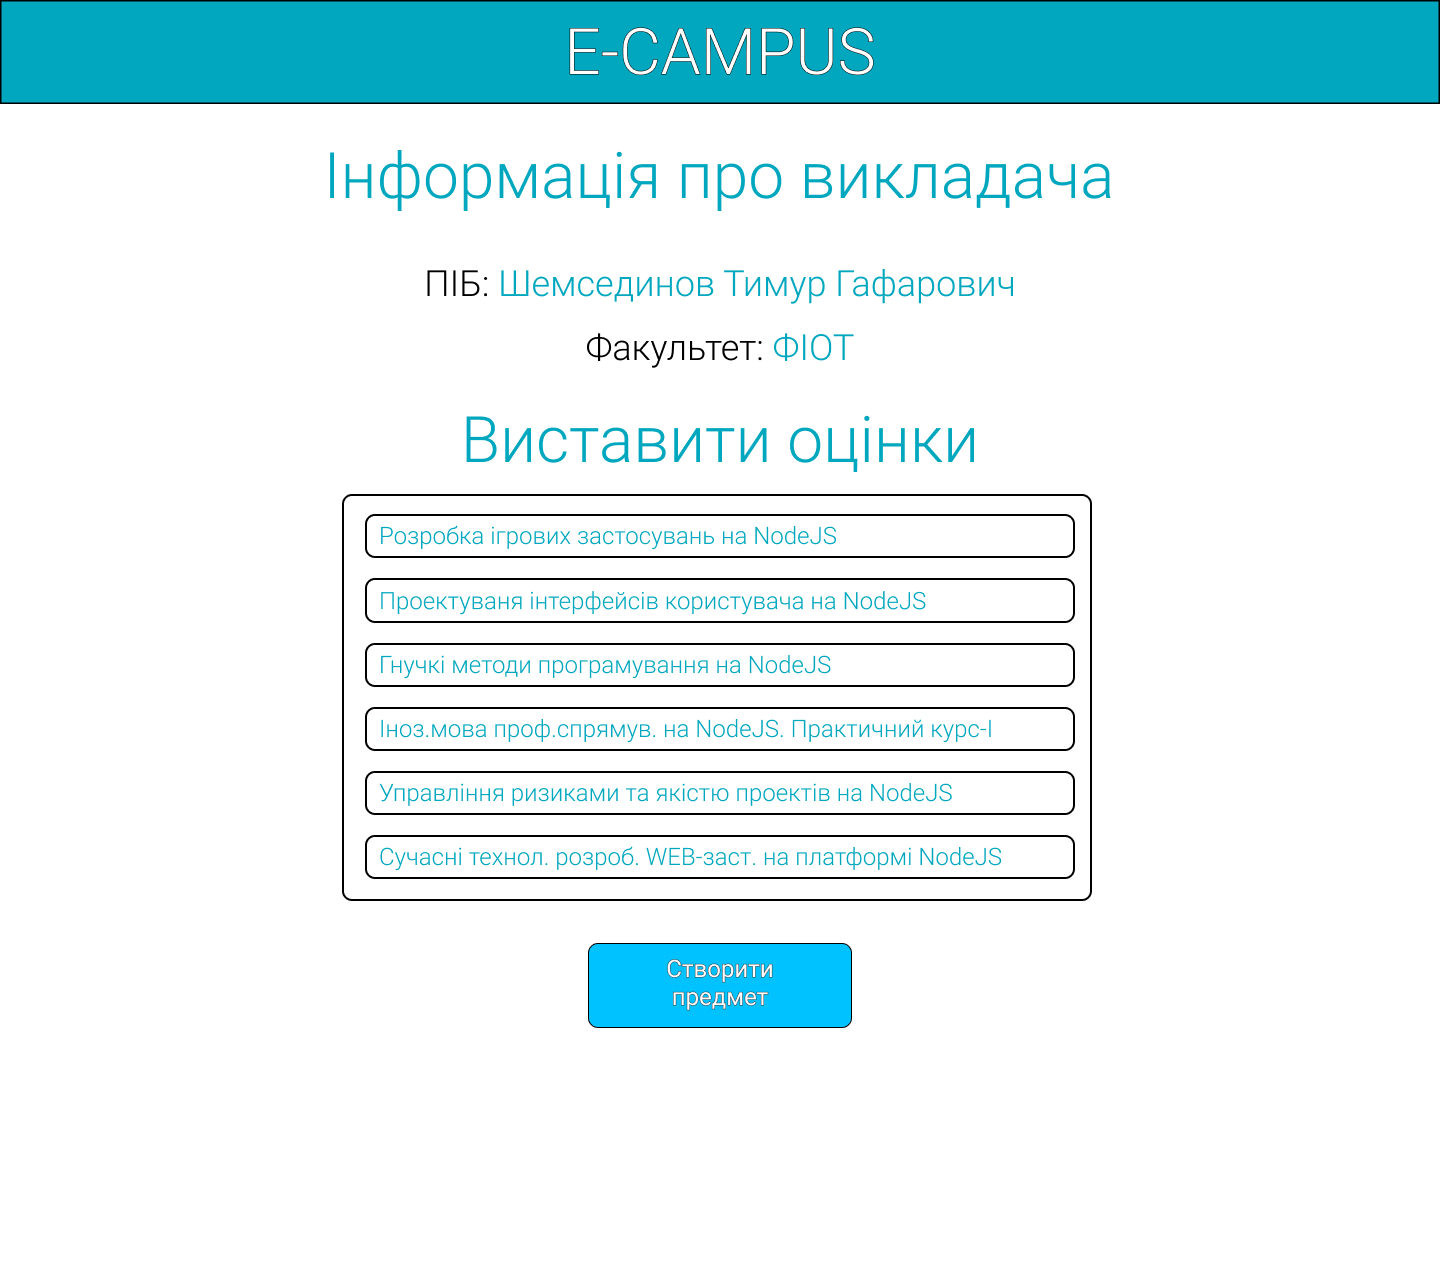 E-CAMPUS
Інформація про викладача
ПІБ: Шемсединов Тимур Гафарович
Факультет: ФІОТ
Виставити оцінки
Розробка ігрових застосувань на NodeJS
Проектуваня інтерфейсів користувача на NodeJS
Гнучкі методи програмування на NodeJS
Іноз.мова проф.спрямув. на NodeJS. Практичний курс-І
Управління ризиками та якістю проектів на NodeJS
Сучасні технол. розроб. WEB-заст. на платформі NodeJS
Створити
предмет